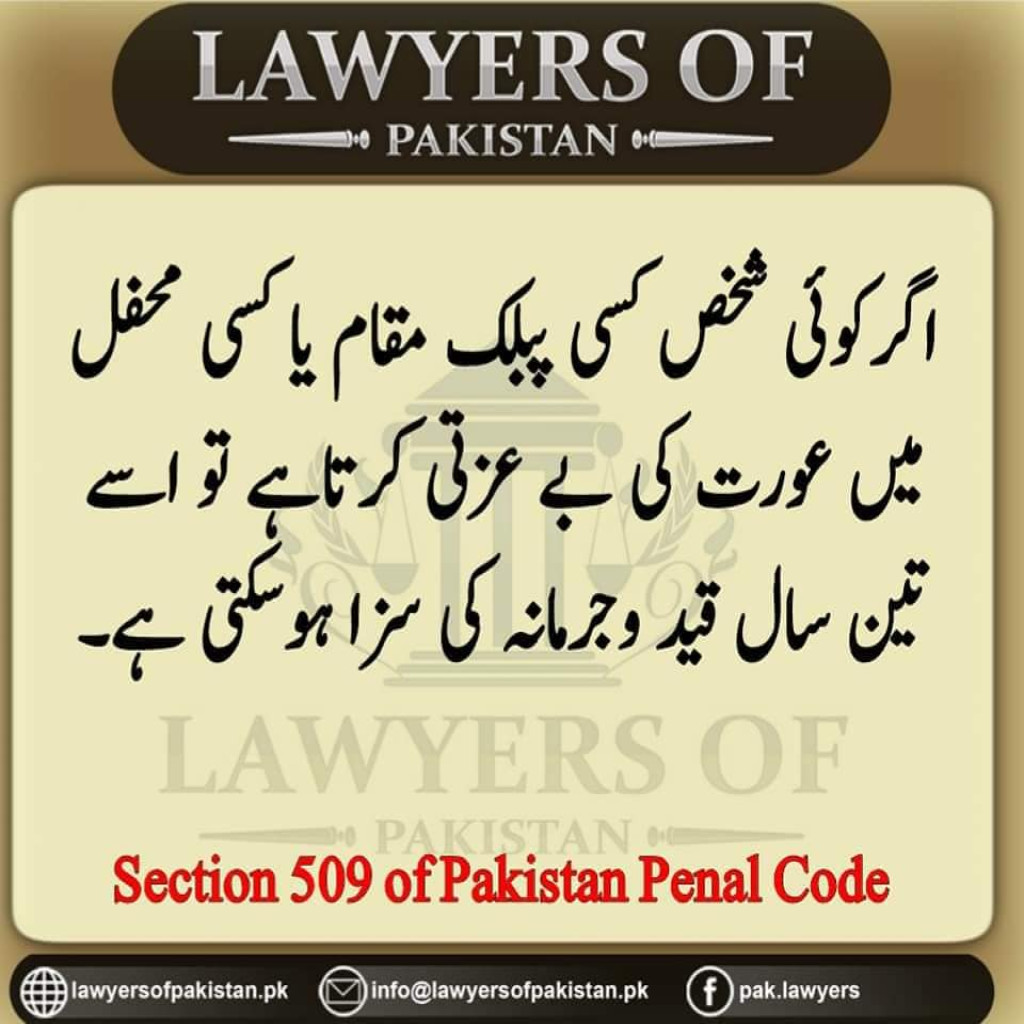 LAWYERS OF
PAKISTAN
اگر کوئی شخص کسی پبلک مقام یا کسی محفل
میں عورت کی بے عزتی کرتا ہے تو اسے
تین سال قید و جرمانہ کی سزا ہو سکتی ہے۔
LAWYERS OF
PAKISTAN
Section 509 of Pakistan Penal Code
lawyersofpakistan.pk info@lawyersofpakistan.pk pak.lawyers